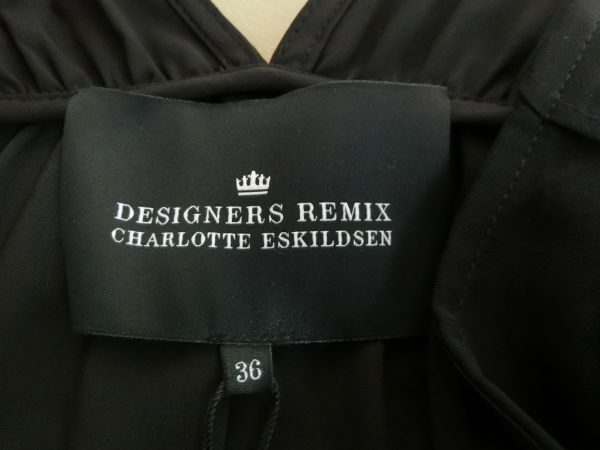 DESIGNERS REMIX
CHARLOTTE ESKILDSEN
36